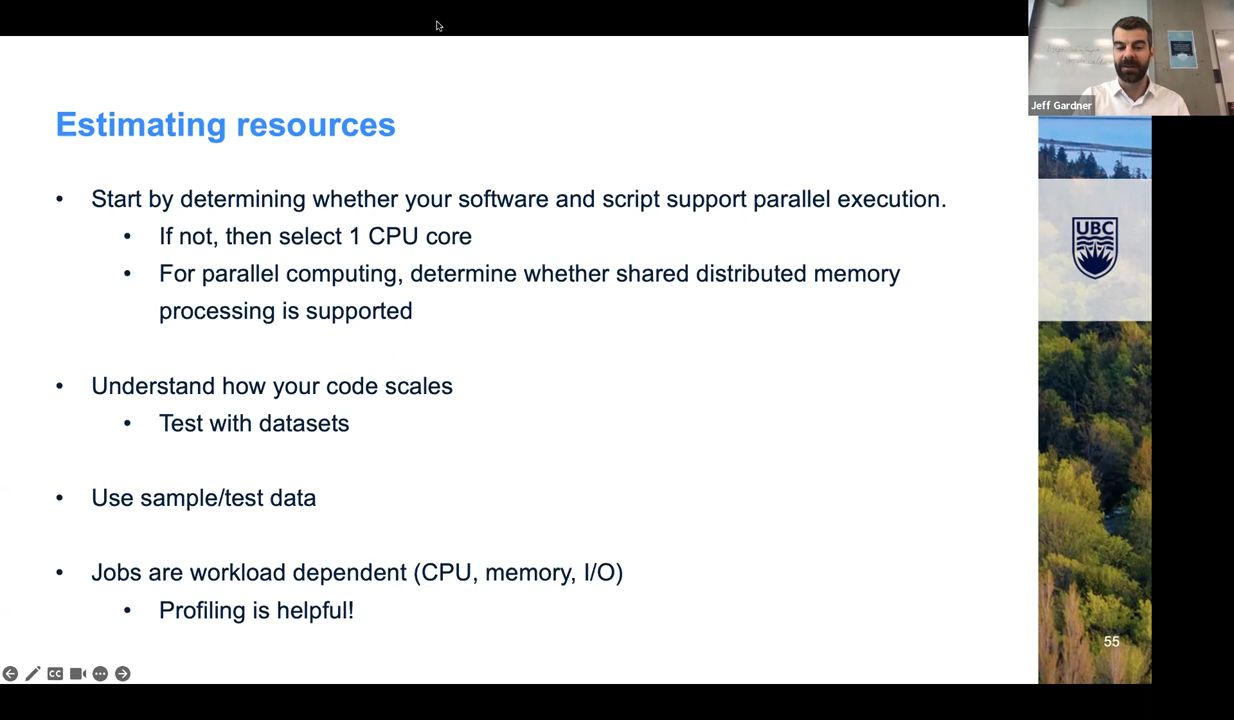 Jeff Gardner
Estimating resources
• Start by determining whether your software and script support parallel execution.
• If not, then select 1 CPU core
• For parallel computing, determine whether shared distributed memory
processing is supported
• Understand how your code scales
• Test with datasets
• Use sample/test data
• Jobs are workload dependent (CPU, memory, I/O)
• Profiling is helpful!
UBC
55
CC